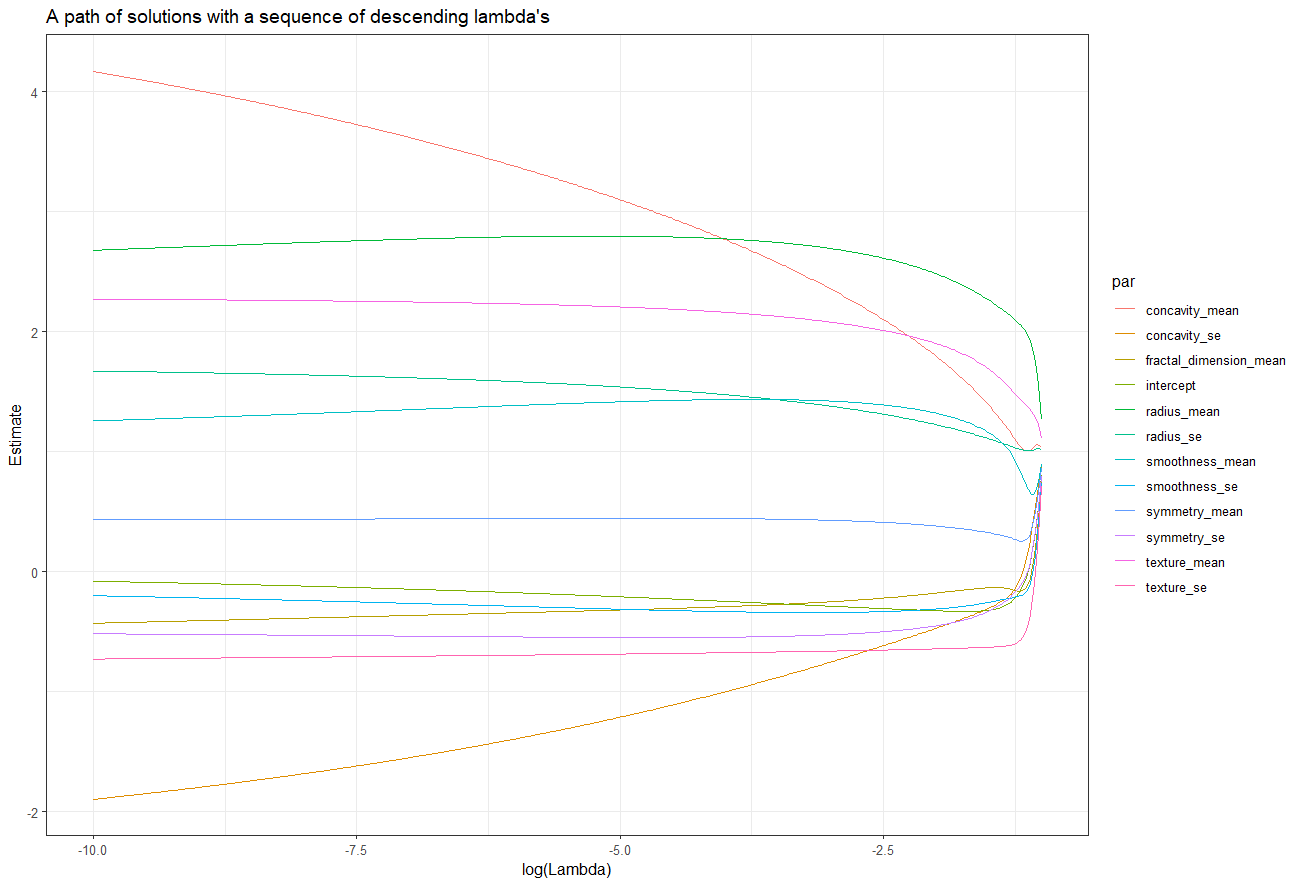 A path of solutions with a sequence of descending lambda's
4
2
0
-2
Estimate
-10.0
-7.5
-5.0
-2.5
log(Lambda)
par
concavity_mean
concavity_se
fractal_dimension_mean
intercept
radius_mean
radius_se
smoothness_mean
smoothness_se
symmetry_mean
symmetry_se
texture_mean
texture_se